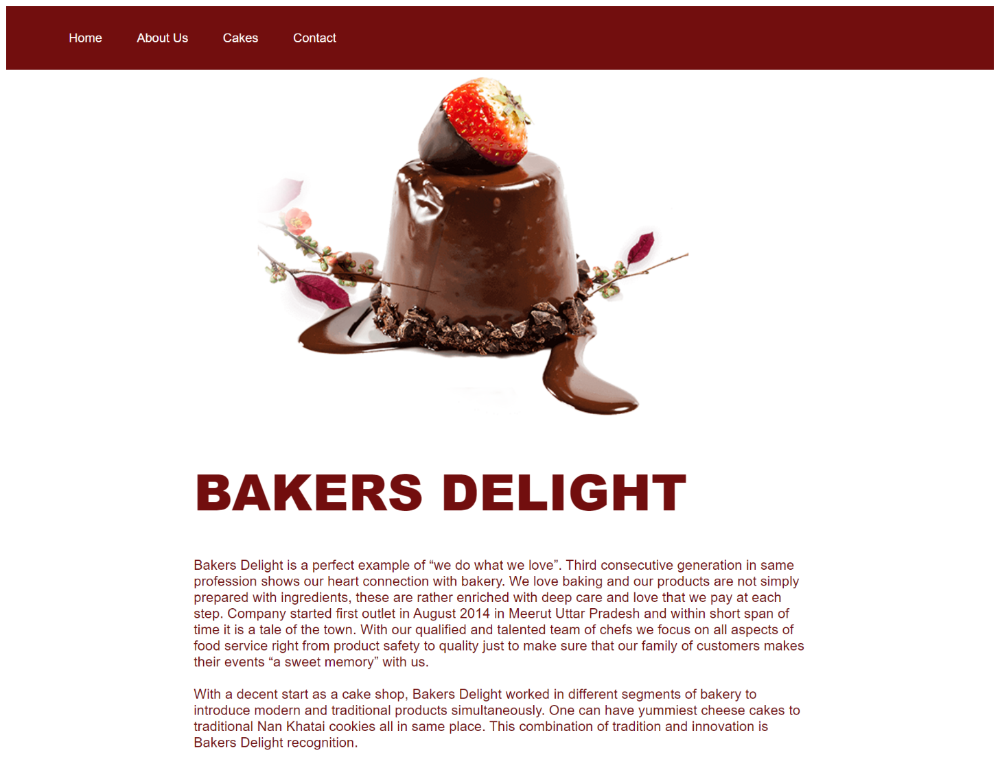 Home About Us Cakes Contact
BAKERS DELIGHT
Bakers Delight is a perfect example of “we do what we love”. Third consecutive generation in same
profession shows our heart connection with bakery. We love baking and our products are not simply
prepared with ingredients, these are rather enriched with deep care and love that we pay at each
step. Company started first outlet in August 2014 in Meerut Uttar Pradesh and within short span of
time it is a tale of the town. With our qualified and talented team of chefs we focus on all aspects of
food service right from product safety to quality just to make sure that our family of customers makes
their events “a sweet memory” with us.
With a decent start as a cake shop, Bakers Delight worked in different segments of bakery to
introduce modern and traditional products simultaneously. One can have yummiest cheese cakes to
traditional Nan Khatai cookies all in same place. This combination of tradition and innovation is
Bakers Delight recognition.